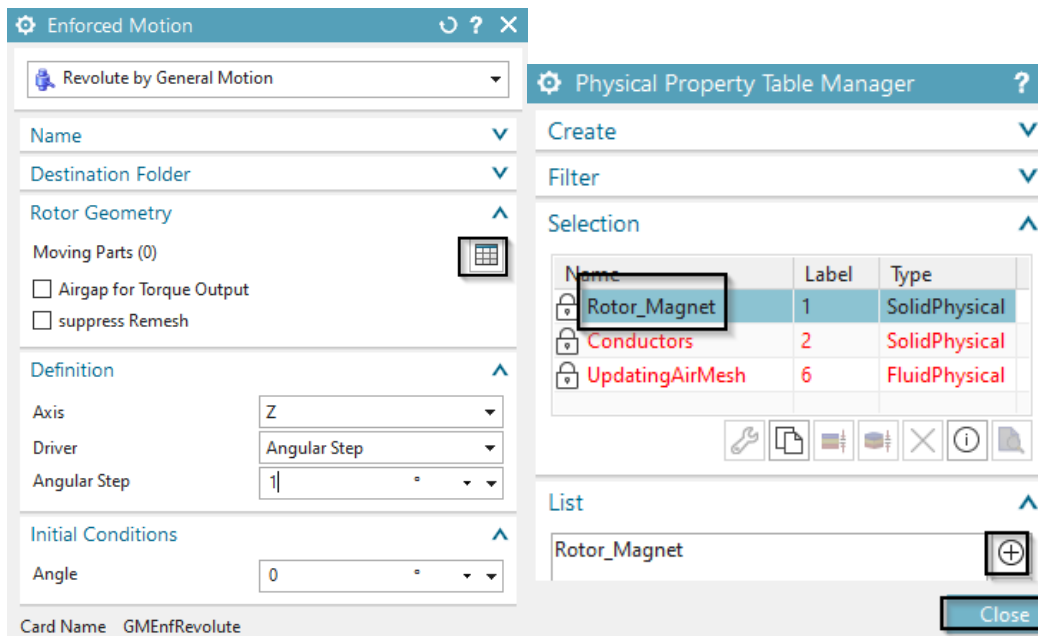 Enforced Motion
Revolute by General Motion
Name
Destination Folder
Rotor Geometry
Moving Parts (0)
Airgap for Torque Output
suppress Remesh
Definition
Axis Z
Driver Angular Step
Angular Step 1 °
Initial Conditions
Angle 0 °
Card Name GMEnfRevolute
Physical Property Table Manager
Create
Filter
Selection
Name Label Type
Rotor_Magnet 1 SolidPhysical
Conductors 2 SolidPhysical
UpdatingAirMesh 6 FluidPhysical
List
Rotor_Magnet
Close